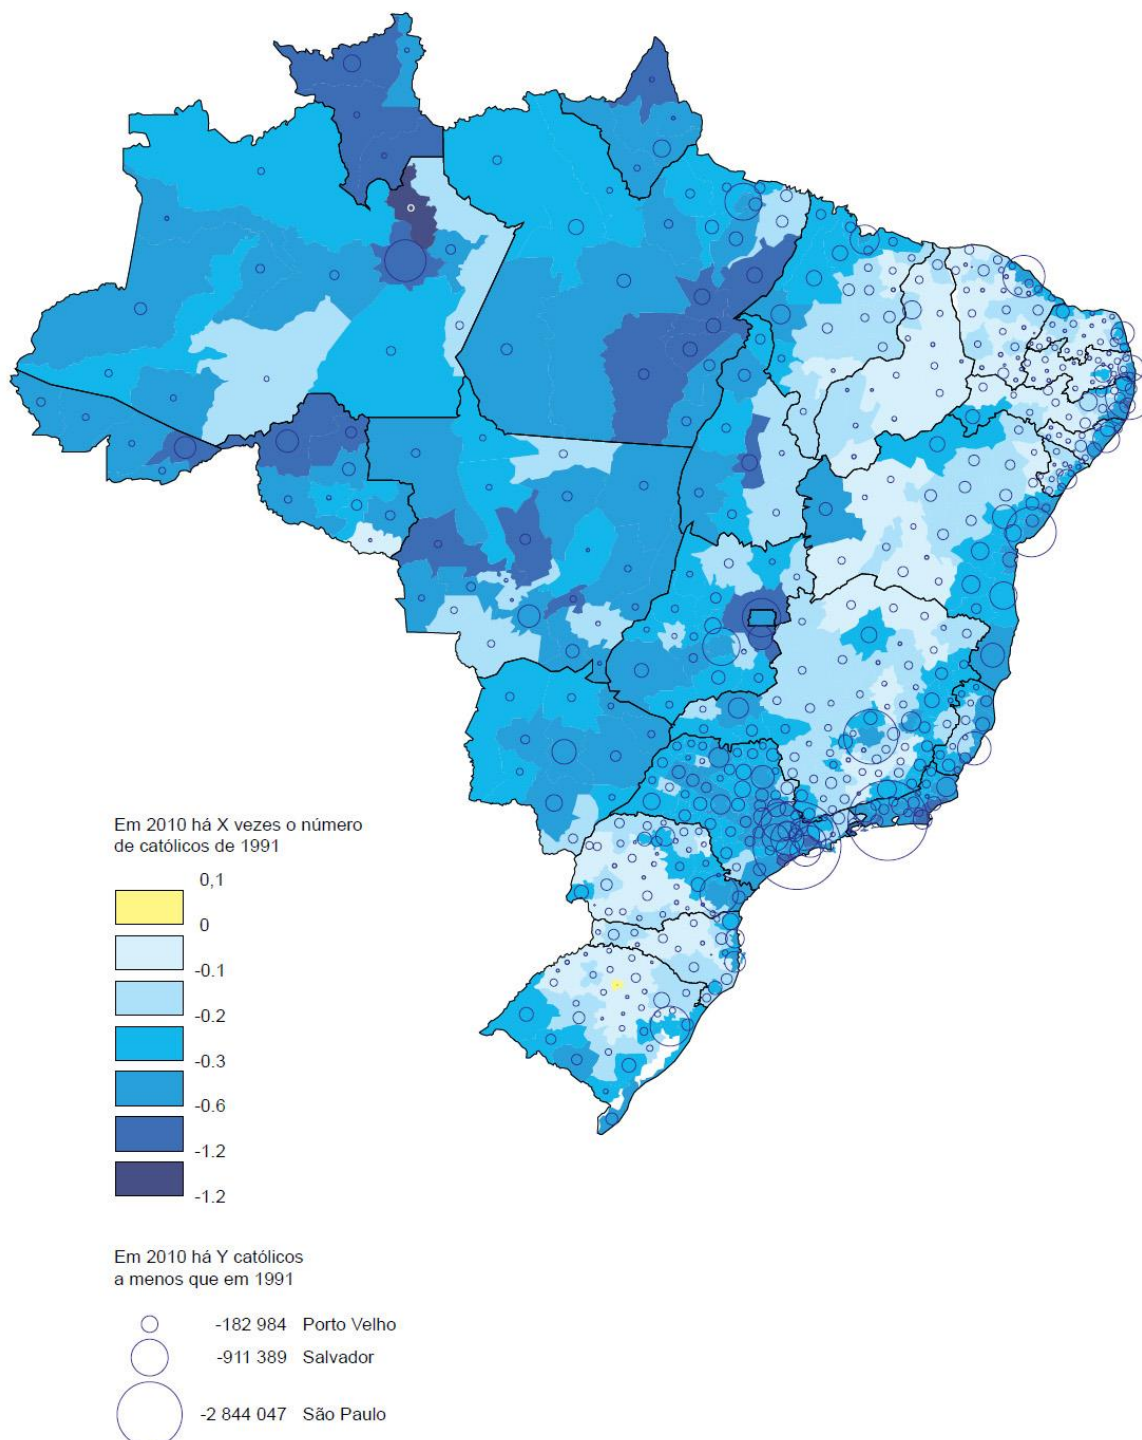 Em 2010 há X vezes o número
de católicos de 1991
0,1
0
-0.1
-0.2
-0.3
-0.6
-1.2
-1.2
Em 2010 há Y católicos
a menos que em 1991
-182 984 Porto Velho
-911 389 Salvador
-2 844 047 São Paulo